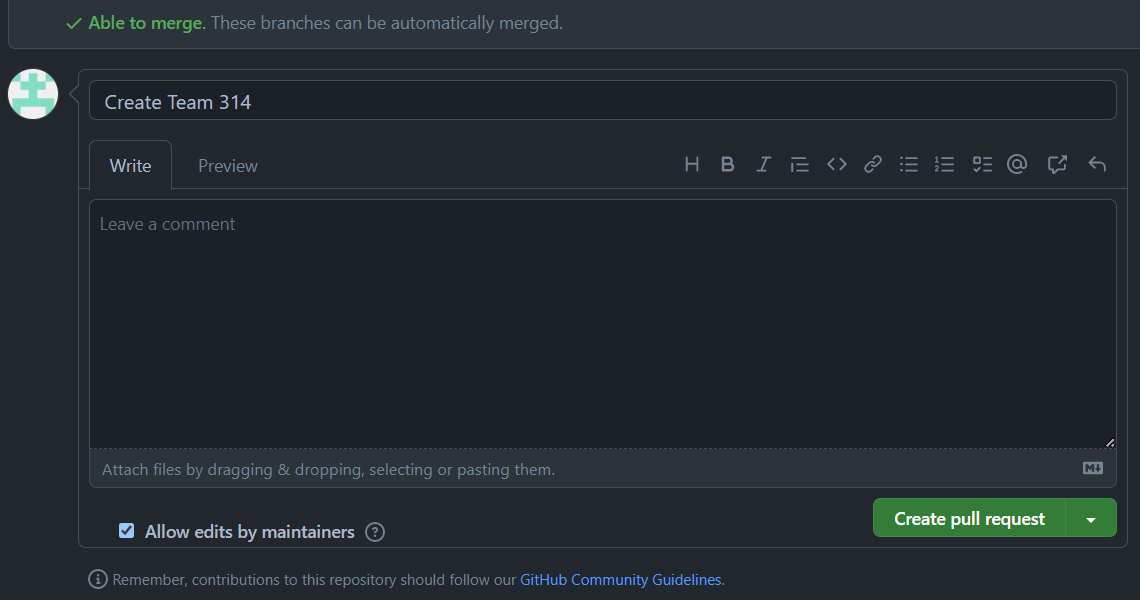 Able to merge. These branches can be automatically merged.
Create Team 314
Write Preview
Leave a comment
Attach files by dragging & dropping, selecting or pasting them.
Allow edits by maintainers
Create pull request
Remember, contributions to this repository should follow our GitHub Community Guidelines.